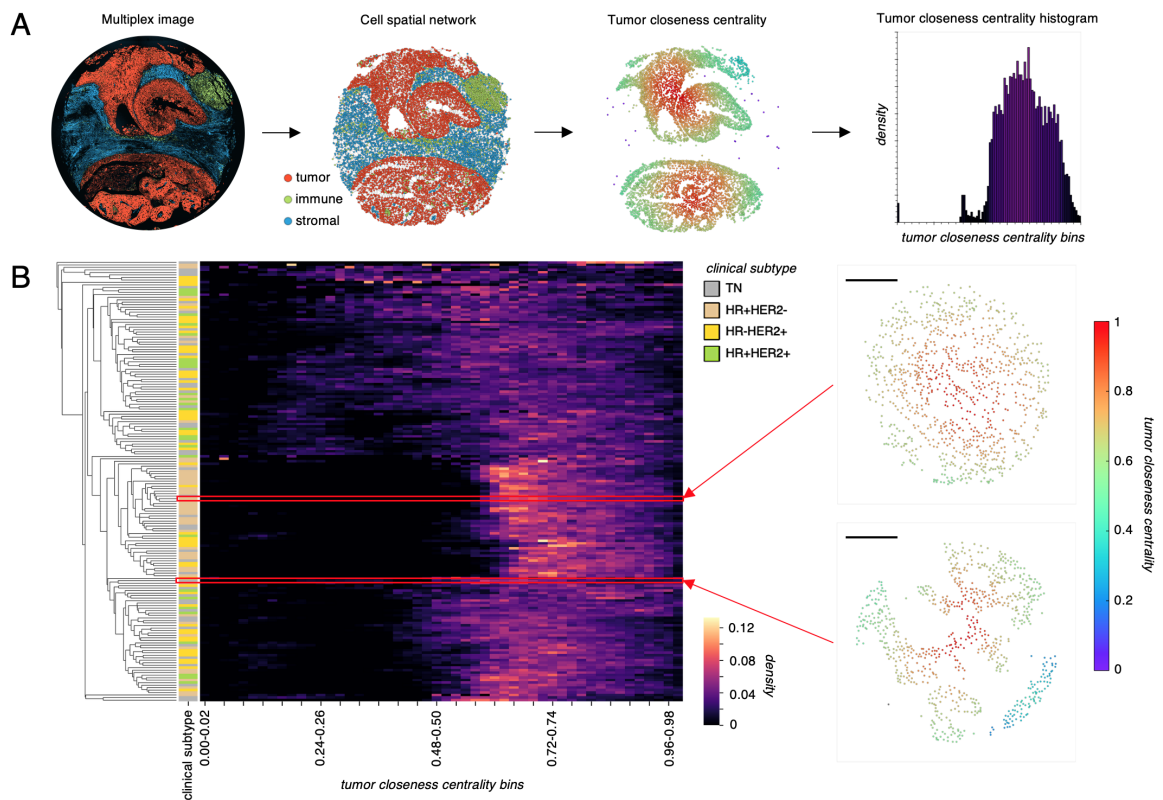 A
Multiplex image
Cell spatial network
Tumor closeness centrality
Tumor closeness centrality histogram
tumor
immune
stromal
density
tumor closeness centrality bins
B
clinical subtype
TN
HR+HER2-
HR-HER2+
HR+HER2+
0.12
0.08
0.04
0
density
clinical subtype
0.00-0.02
0.24-0.26
0.48-0.50
0.72-0.74
0.96-0.98
tumor closeness centrality bins
1
0.8
0.6
0.4
0.2
0
tumor closeness centrality